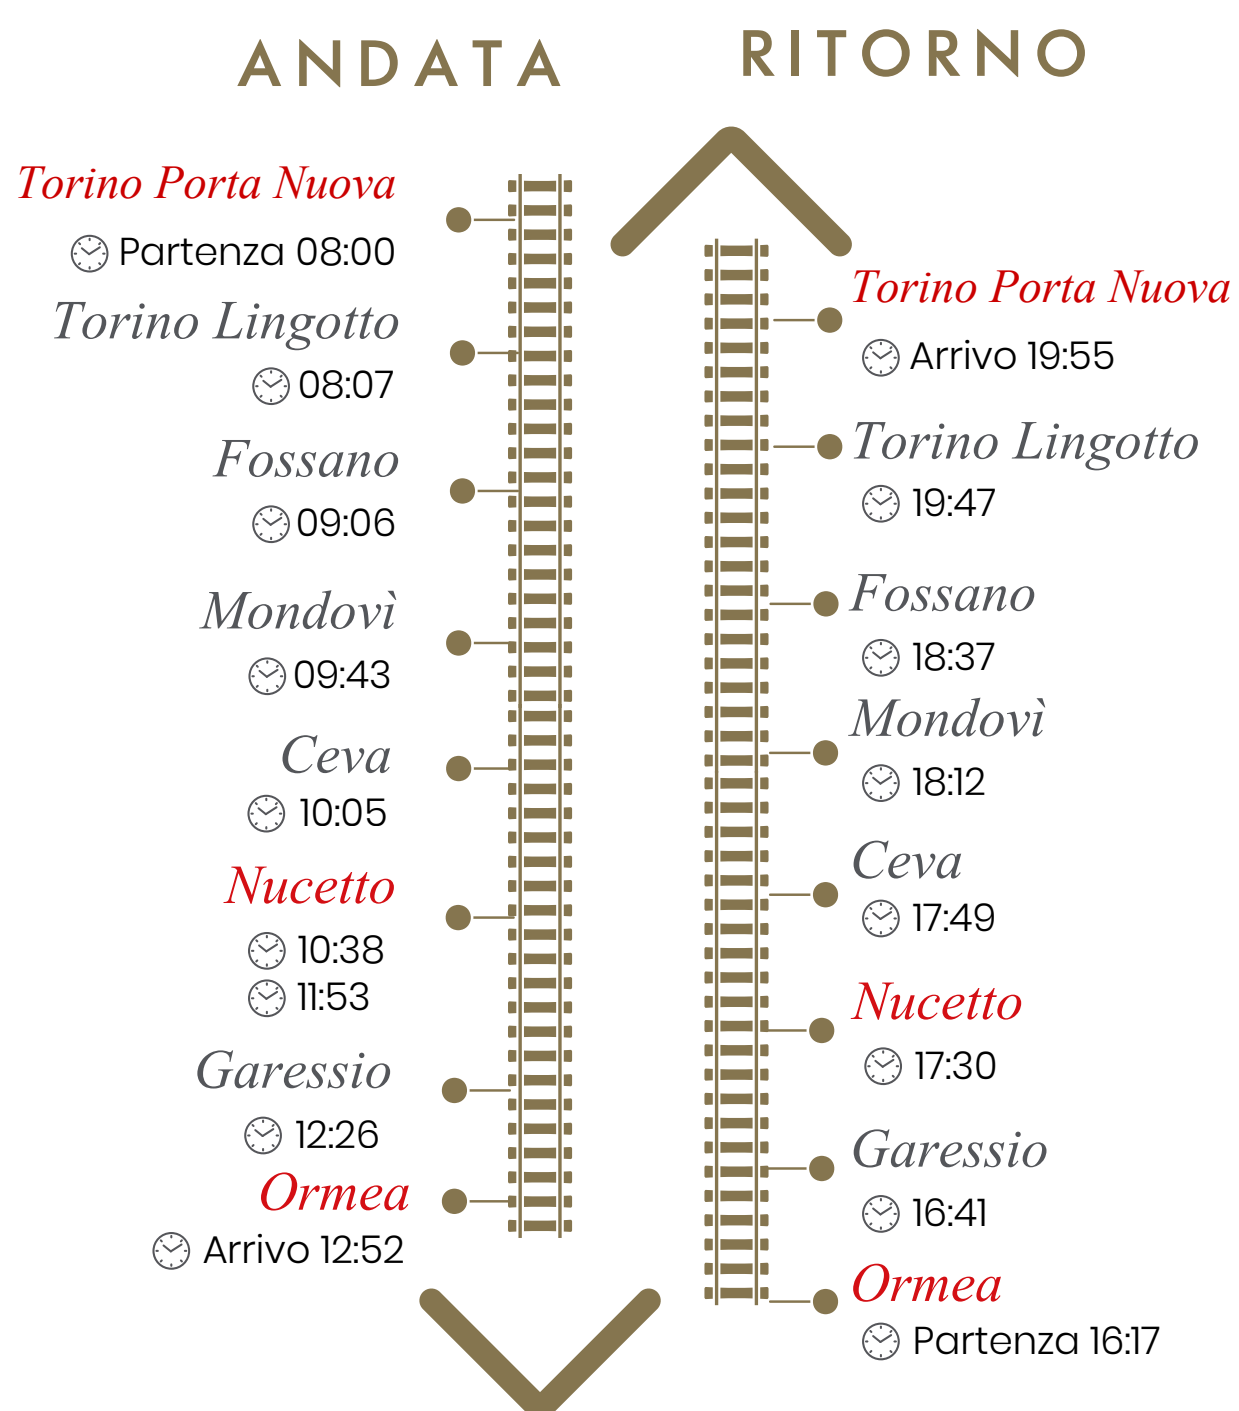 ANDATA
Torino Porta Nuova
Partenza 08:00
Torino Lingotto
08:07
Fossano
09:06
Mondovì
09:43
Ceva
10:05
Nucetto
10:38
11:53
Garessio
12:26
Ormea
Arrivo 12:52
RITORNO
Torino Porta Nuova
Arrivo 19:55
Torino Lingotto
19:47
Fossano
18:37
Mondovì
18:12
Ceva
17:49
Nucetto
17:30
Garessio
16:41
Ormea
Partenza 16:17